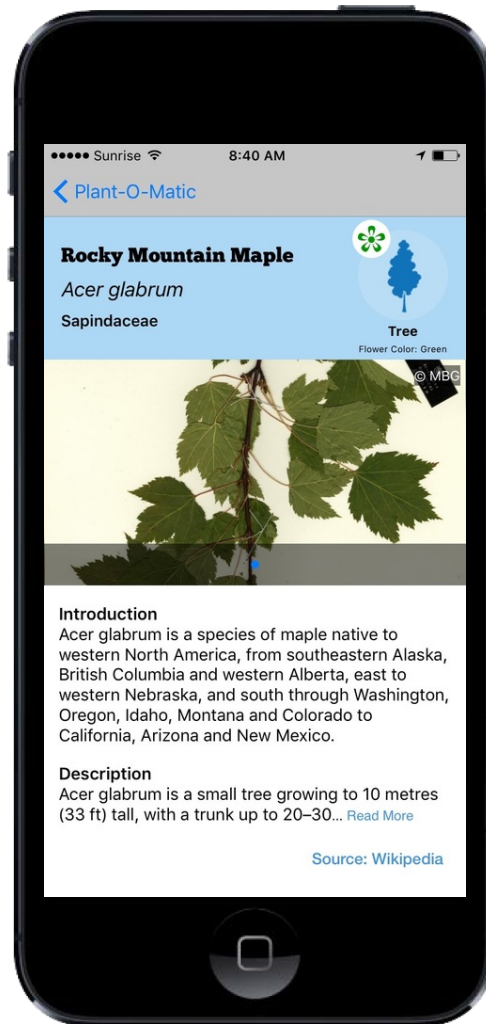 Sunrise 8:40 AM
Plant-O-Matic
Rocky Mountain Maple
Acer glabrum
Sapindaceae
Tree
Flower Color: Green
© MBG
Introduction
Acer glabrum is a species of maple native to
western North America, from southeastern Alaska,
British Columbia and western Alberta, east to
western Nebraska, and south through Washington,
Oregon, Idaho, Montana and Colorado to
California, Arizona and New Mexico.
Description
Acer glabrum is a small tree growing to 10 metres
(33 ft) tall, with a trunk up to 20–30... Read More
Source: Wikipedia